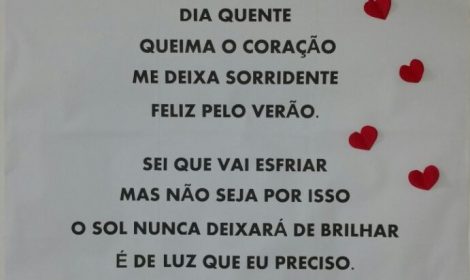 DIA QUENTE
QUEIMA O CORAÇÃO
ME DEIXA SORRIDENTE
FELIZ PELO VERÃO.
SEI QUE VAI ESFRIAR
MAS NÃO SEJA POR ISSO
O SOL NUNCA DEIXARÁ DE BRILHAR
É DE LUZ QUE EU PRECISO.